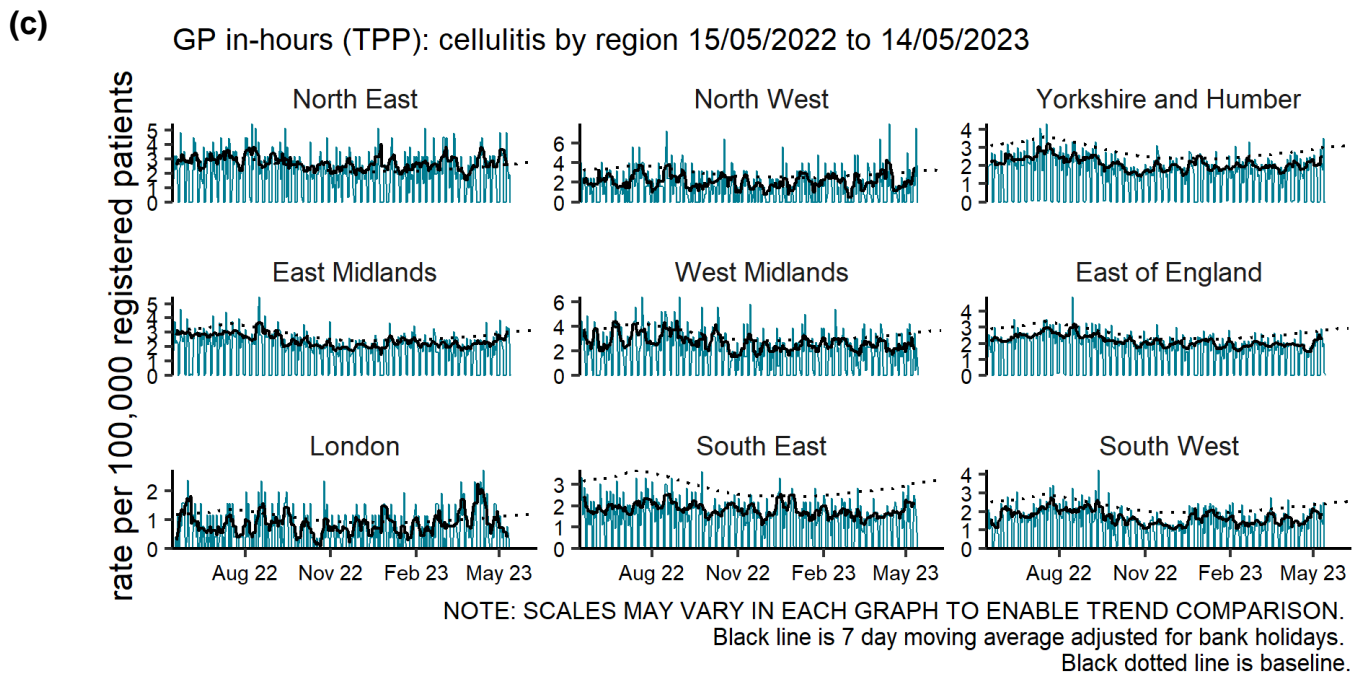 (c)
GP in-hours (TPP): cellulitis by region 15/05/2022 to 14/05/2023
rate per 100,000 registered patients
North East
5
4
3
2
1
0
North West
6
4
2
0
Yorkshire and Humber
4
3
2
1
0
East Midlands
5
4
3
2
1
0
West Midlands
6
4
2
0
East of England
4
3
2
1
0
London
2
1
0
South East
3
2
1
0
South West
4
3
2
1
0
Aug 22 Nov 22 Feb 23 May 23
Aug 22 Nov 22 Feb 23 May 23
Aug 22 Nov 22 Feb 23 May 23
NOTE: SCALES MAY VARY IN EACH GRAPH TO ENABLE TREND COMPARISON.
Black line is 7 day moving average adjusted for bank holidays.
Black dotted line is baseline.